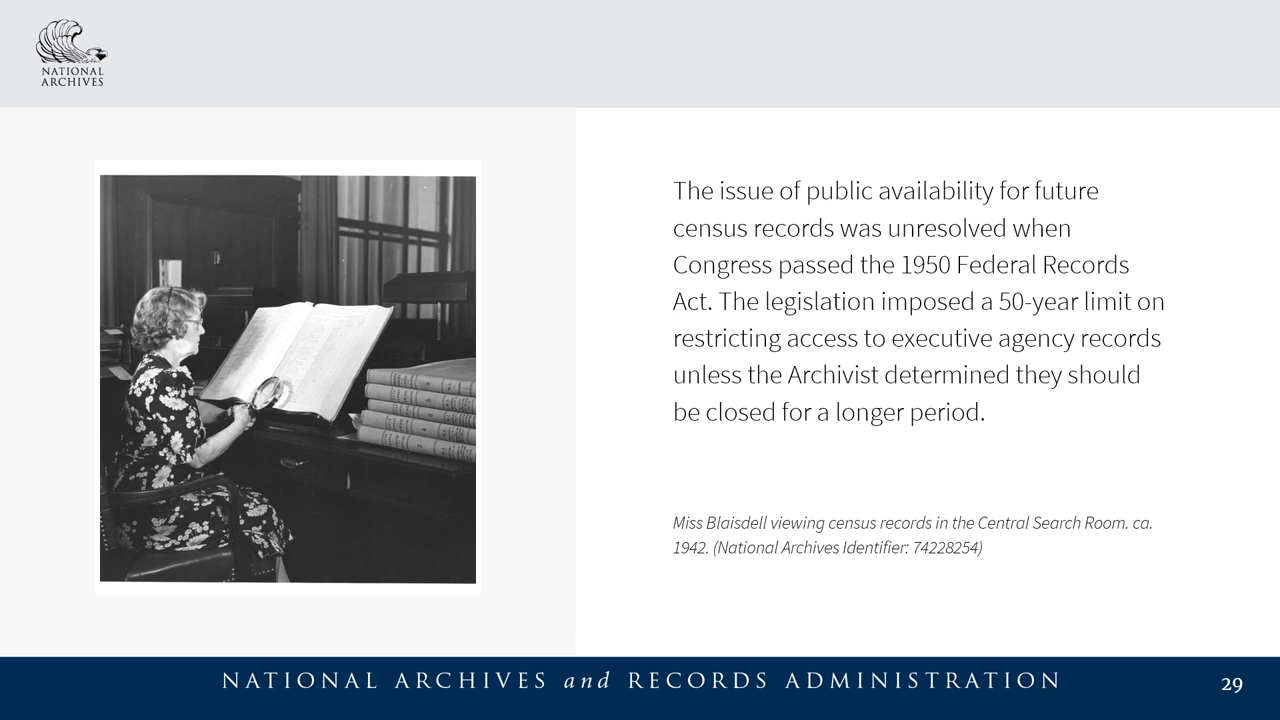 NATIONAL
ARCHIVES
The issue of public availability for future
census records was unresolved when
Congress passed the 1950 Federal Records
Act. The legislation imposed a 50-year limit on
restricting access to executive agency records
unless the Archivist determined they should
be closed for a longer period.
Miss Blaisdell viewing census records in the Central Search Room. ca.
1942. (National Archives Identifier: 74228254)
NATIONAL ARCHIVES and RECORDS ADMINISTRATION
29